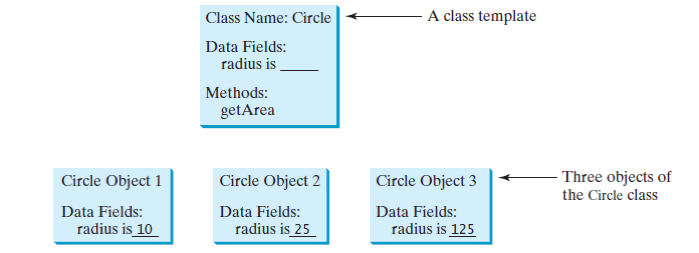 Class Name: Circle
A class template
Data Fields:
radius is ____
Methods:
getArea
Circle Object 1
Data Fields:
radius is 10
Circle Object 2
Data Fields:
radius is 25
Circle Object 3
Data Fields:
radius is 125
Three objects of
the Circle class